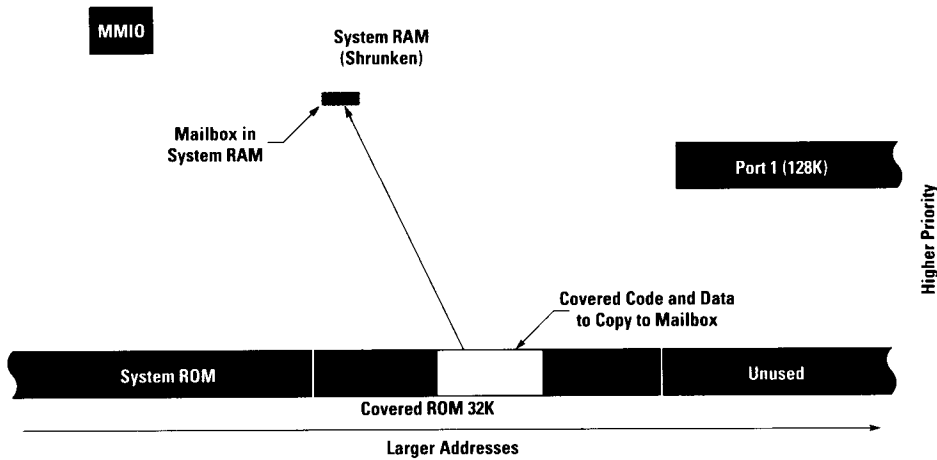 MMIO
System RAM
(Shrunken)
Mailbox in
System RAM
Port 1 (128K)
Higher Priority
Covered Code and Data
to Copy to Mailbox
System ROM
Unused
Covered ROM 32K
Larger Addresses